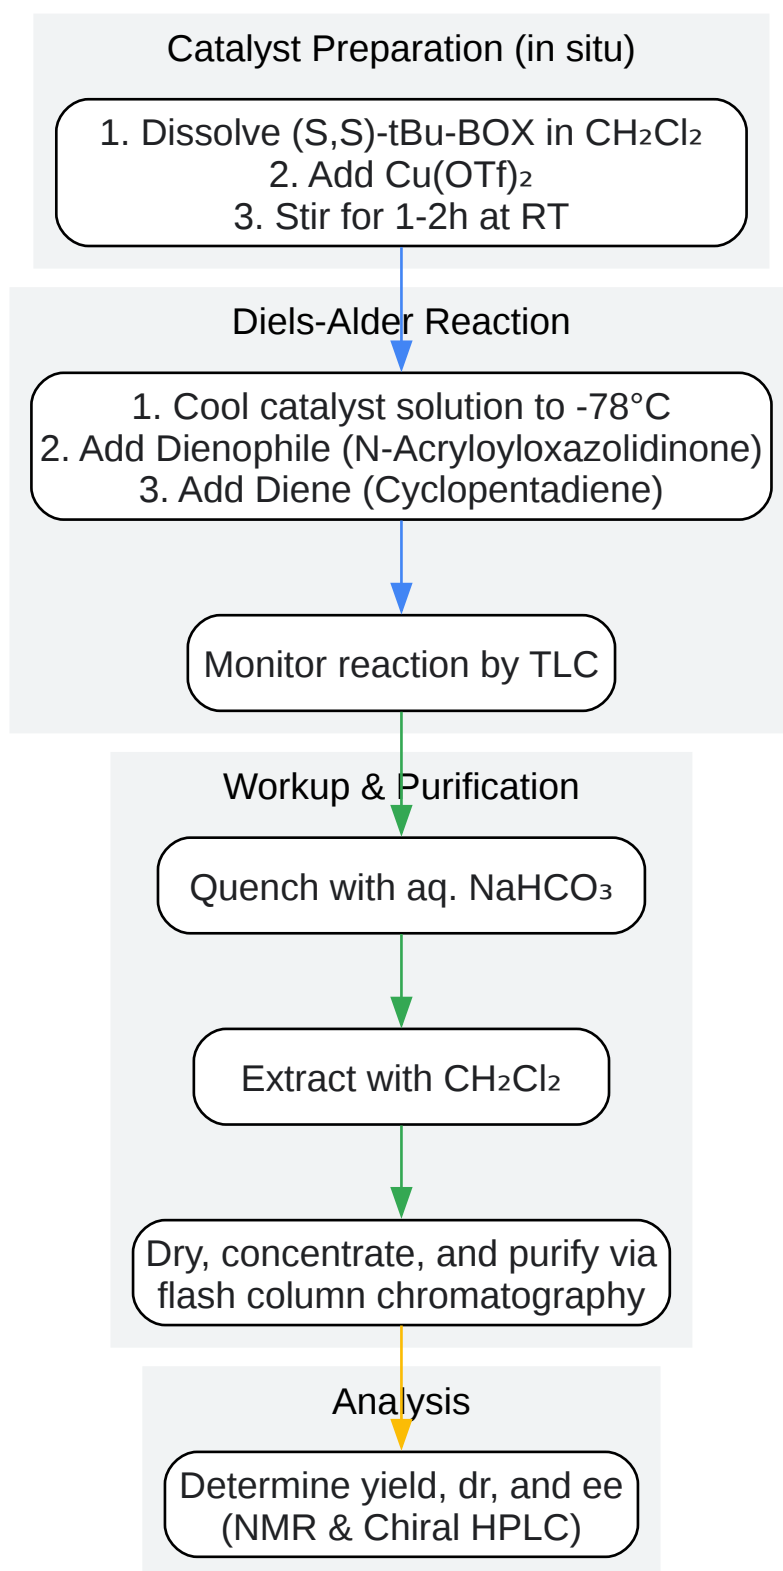 Catalyst Preparation (in situ)
1. Dissolve (S,S)-tBu-BOX in CH₂Cl₂
2. Add Cu(OTf)₂
3. Stir for 1-2h at RT
Diels-Alder Reaction
1. Cool catalyst solution to -78°C
2. Add Dienophile (N-Acryloyloxazolidinone)
3. Add Diene (Cyclopentadiene)
Monitor reaction by TLC
Workup & Purification
Quench with aq. NaHCO₃
Extract with CH₂Cl₂
Dry, concentrate, and purify via
flash column chromatography
Analysis
Determine yield, dr, and ee
(NMR & Chiral HPLC)